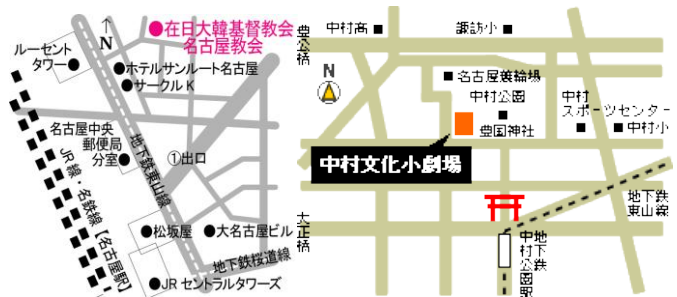 ●在日大韓基督教会
名古屋教会
N
ルーセント
タワー●
●ホテルサンルート名古屋
●サークルK
名古屋中央
郵便局
分室●
①出口
地下鉄東山線
JR線・名鉄線【名古屋駅】
●松坂屋
●大名古屋ビル
地下鉄桜道線
●JRセントラルタワーズ
豊公橋
中村高■
諏訪小■
N
■名古屋競輪場
中村公園
■
豊国神社
中村
スポーツセンター
■
■中村小
中村文化小劇場
大正橋
地下鉄
東山線
地下鉄
中村公園駅